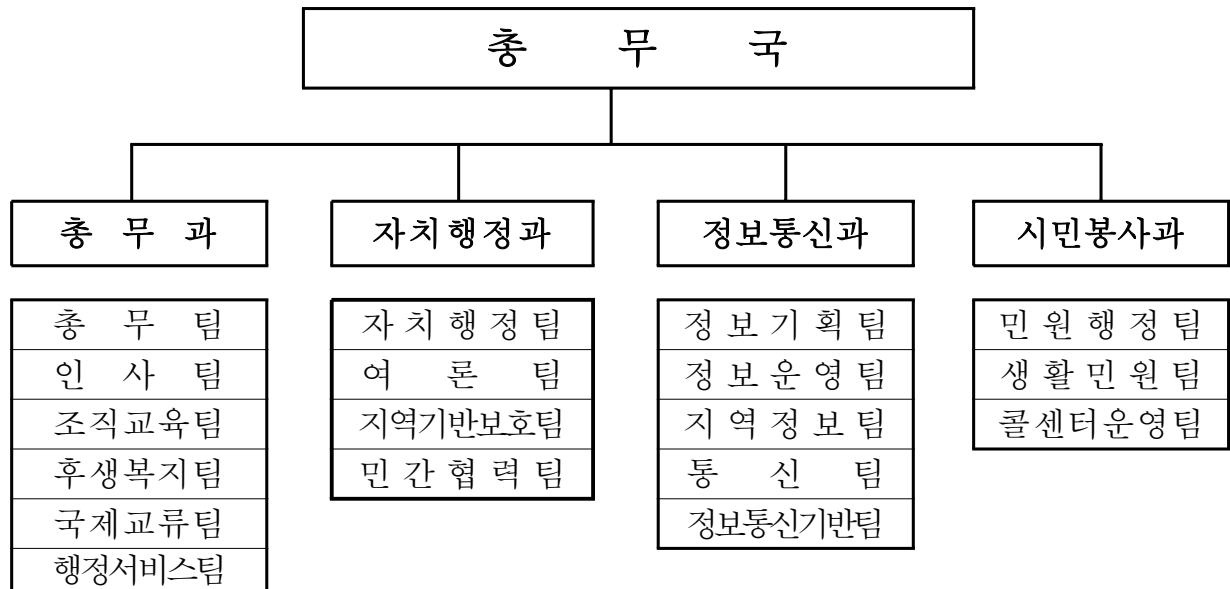 총 무 국
총 무 과
자치행정과
정보통신과
시민봉사과
총 무 팀
인 사 팀
조직교육팀
후생복지팀
국제교류팀
행정서비스팀
자치행정팀
여 론 팀
지역기반보호팀
민간협력팀
정보기획팀
정보운영팀
지역정보팀
통 신 팀
정보통신기반팀
민원행정팀
생활민원팀
콜센터운영팀